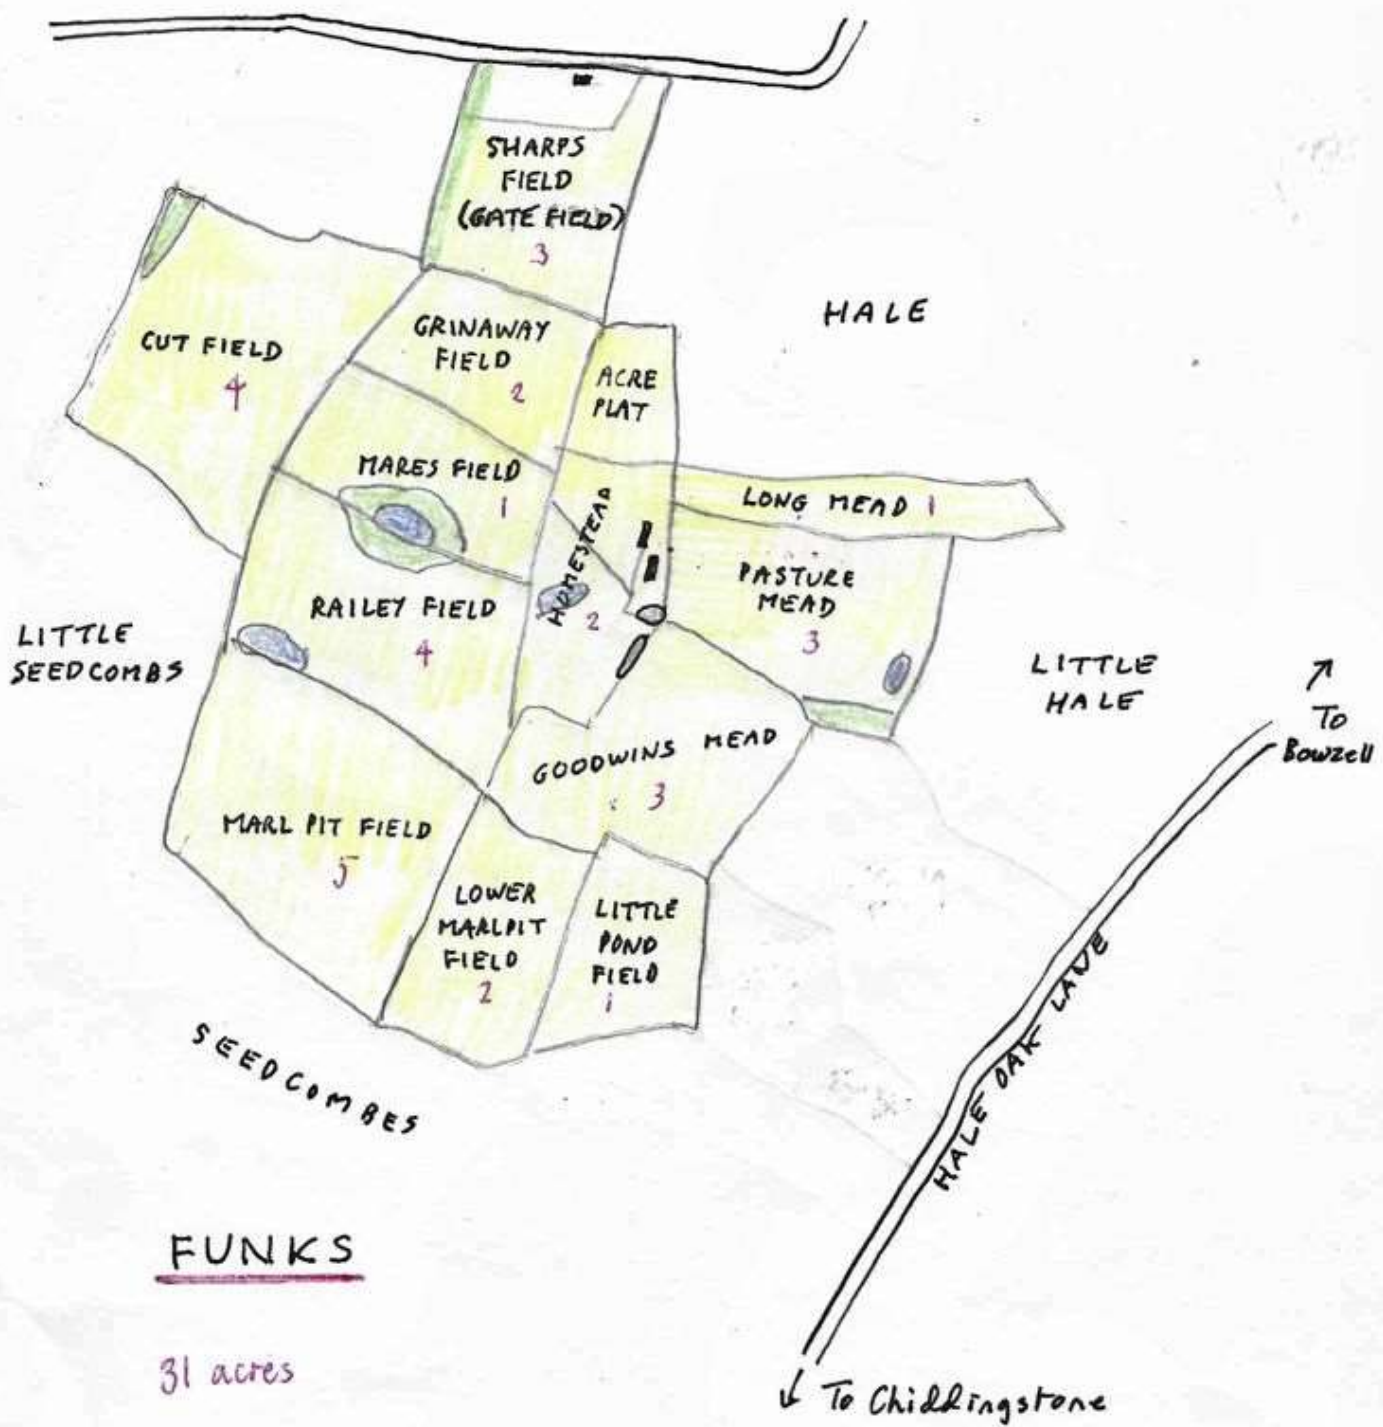 SHARPS
FIELD
(GATE FIELD)
3
HALE
GRINAWAY
FIELD
2
CUT FIELD
4
ACRE
PLAT
MARES FIELD
1
LONG MEAD 1
HOMESTEAD
2
PASTURE
MEAD
3
RAILEY FIELD
4
LITTLE
SEEDCOMBS
LITTLE
HALE
To
Bowzell
GOODWINS MEAD
3
MARL PIT FIELD
5
LOWER
MARLPIT
FIELD
2
LITTLE
POND
FIELD
1
HALE OAK LANE
SEEDCOMBES
FUNKS
31 acres
To Chiddingstone